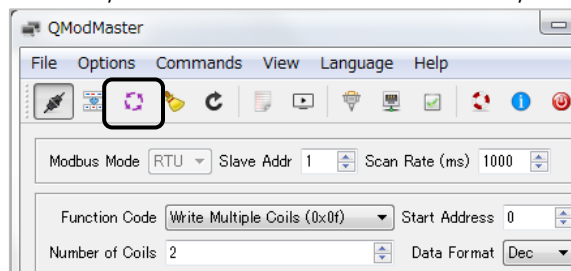 QModMaster
File Options Commands View Language Help
Modbus Mode RTU Slave Addr 1 Scan Rate (ms) 1000
Function Code Write Multiple Coils (0x0f) Start Address 0
Number of Coils 2 Data Format Dec